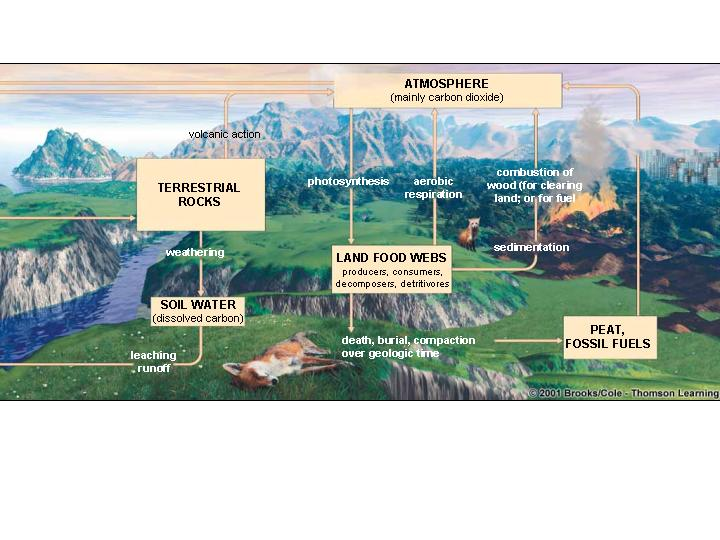 ATMOSPHERE
(mainly carbon dioxide)
volcanic action
TERRESTRIAL
ROCKS
photosynthesis
aerobic
respiration
combustion of
wood (for clearing
land; or for fuel
weathering
LAND FOOD WEBS
producers, consumers,
decomposers, detritivores
sedimentation
SOIL WATER
(dissolved carbon)
leaching
runoff
death, burial, compaction
over geologic time
PEAT,
FOSSIL FUELS
© 2001 Brooks/Cole - Thomson Learning